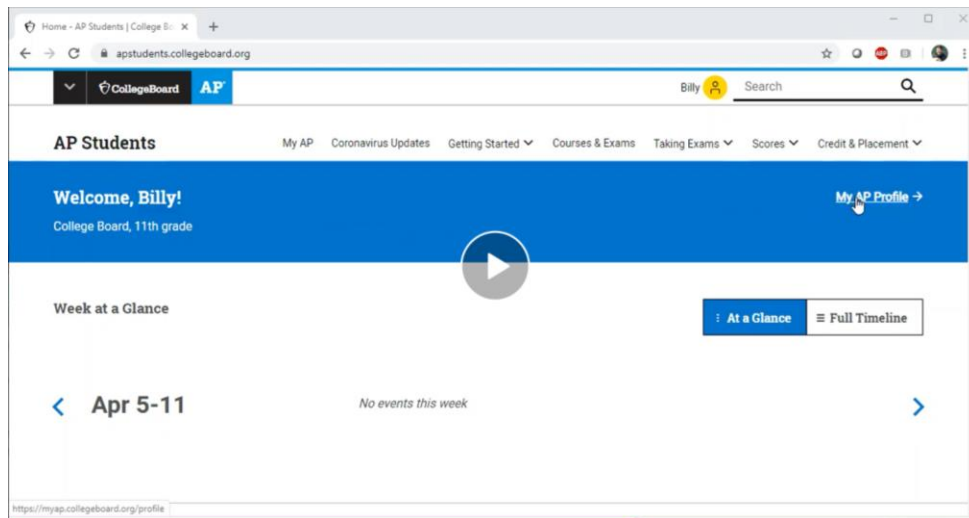 Home - AP Students | College Bo
apstudents.collegeboard.org
CollegeBoard AP Billy Search
AP Students My AP Coronavirus Updates Getting Started Courses & Exams Taking Exams Scores Credit & Placement
Welcome, Billy! My AP Profile
College Board, 11th grade
Week at a Glance At a Glance Full Timeline
Apr 5-11 No events this week
https://myap.collegeboard.org/profile